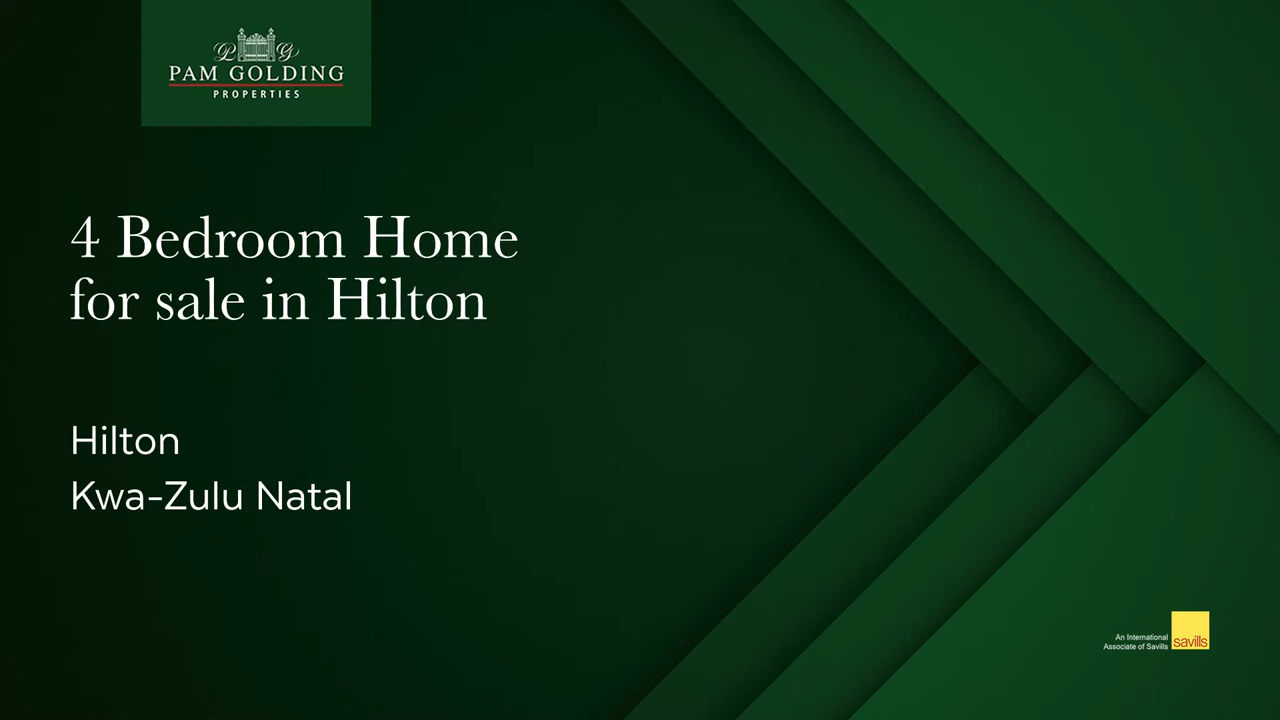 P G
PAM GOLDING
PROPERTIES
4 Bedroom Home
for sale in Hilton
Hilton
Kwa-Zulu Natal
An International
Associate of Savills
savills